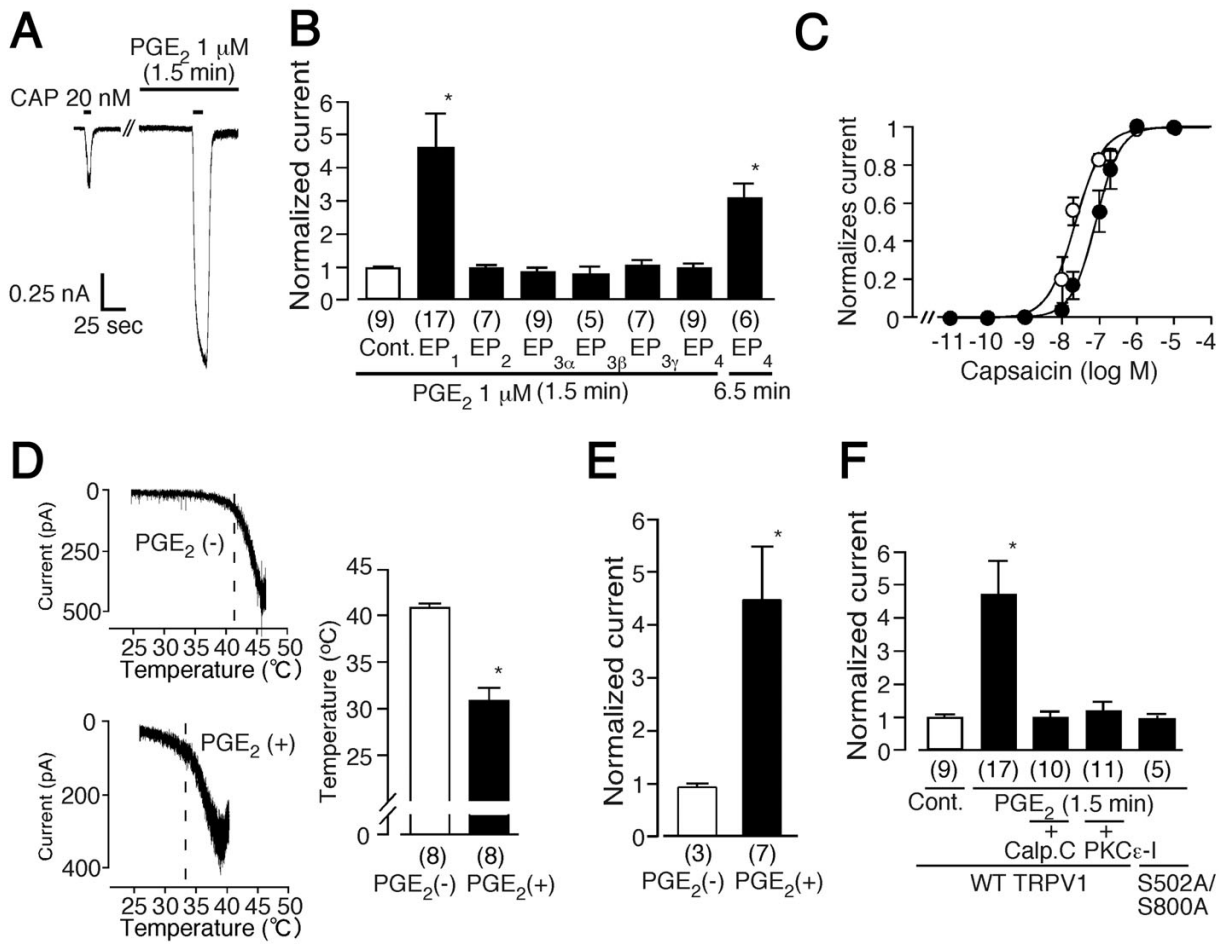 A
PGE2 1 μM
(1.5 min)
CAP 20 nM
0.25 nA
25 sec
B
Normalized current
6
5
4
3
2
1
0
(9) (17) (7) (9) (5) (7) (9) (6)
Cont. EP1 EP2 EP3α EP3β EP3γ EP4 EP4
PGE2 1 μM (1.5 min) 6.5 min
* *
C
Normalizes current
1
0.8
0.6
0.4
0.2
0
-11 -10 -9 -8 -7 -6 -5 -4
Capsaicin (log M)
D
Current (pA)
0
250
500
PGE2 (-)
25 30 35 40 45 50
Temperature (℃)
Current (pA)
0
200
400
PGE2 (+)
25 30 35 40 45 50
Temperature (℃)
Temperature (ºC)
45
40
35
30
25
0
*
(8) (8)
PGE2(-) PGE2(+)
E
Normalized current
6
5
4
3
2
1
0
*
(3) (7)
PGE2(-) PGE2(+)
F
Normalized current
6
5
4
3
2
1
0
*
(9) (17) (10) (11) (5)
Cont. PGE2 (1.5 min)
+ +
Calp.C PKCε-I
WT TRPV1 S502A/
S800A